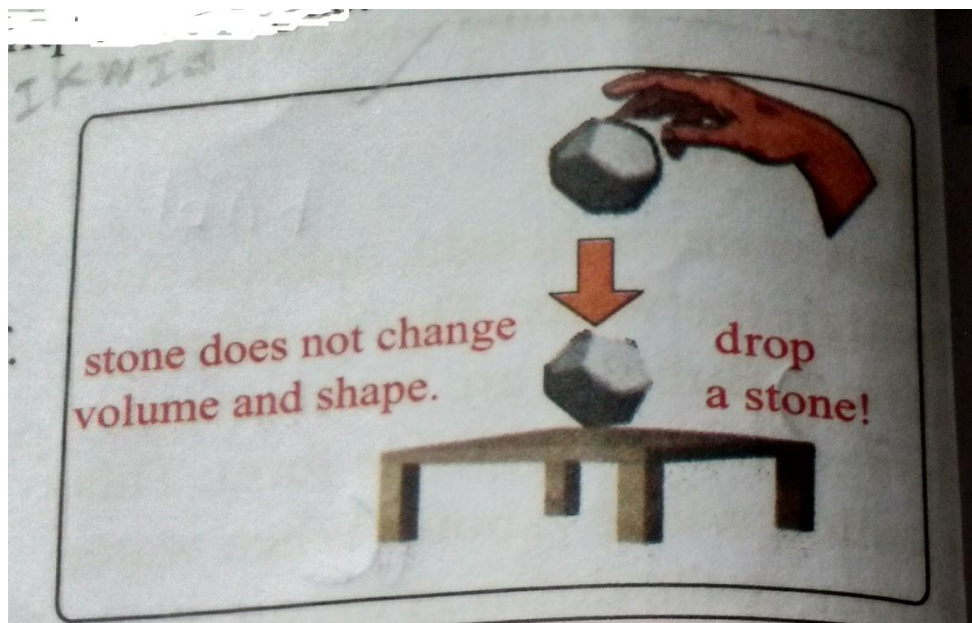 stone does not change
volume and shape.
drop
a stone!